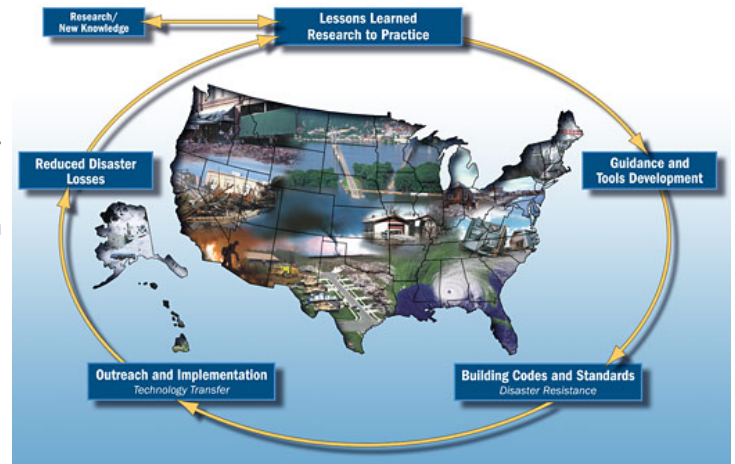 Research/
New Knowledge
Lessons Learned
Research to Practice
Reduced Disaster
Losses
Guidance and
Tools Development
Outreach and Implementation
Technology Transfer
Building Codes and Standards
Disaster Resistance